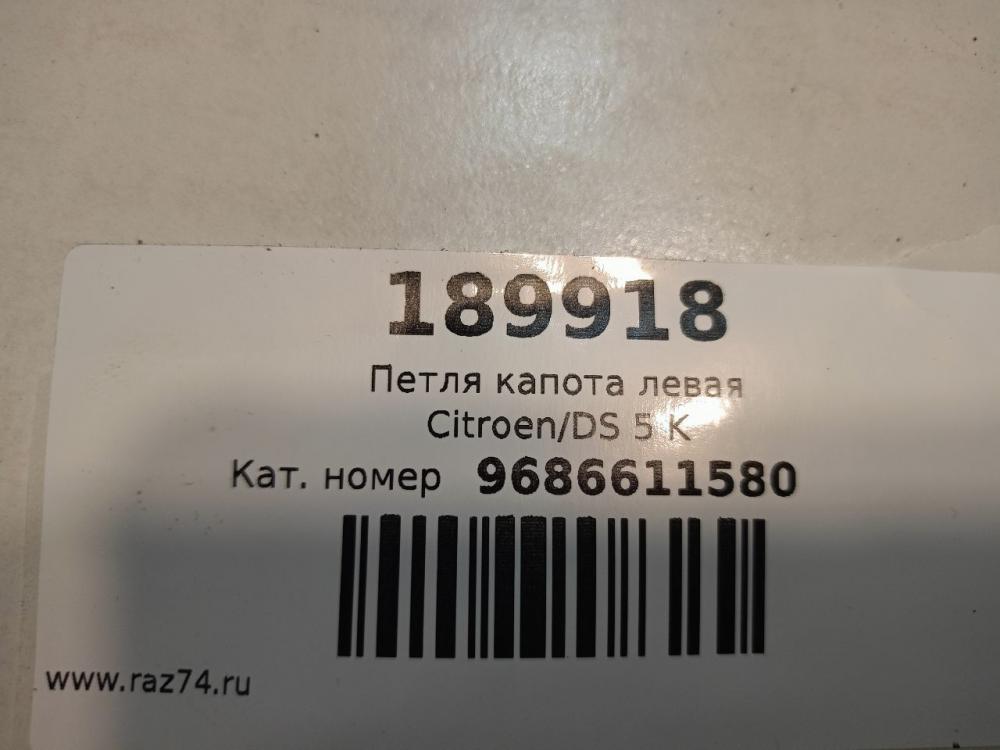 189918
Петля капота левая
Citroen/DS 5 K
Кат. номер 9686611580
www.raz74.ru